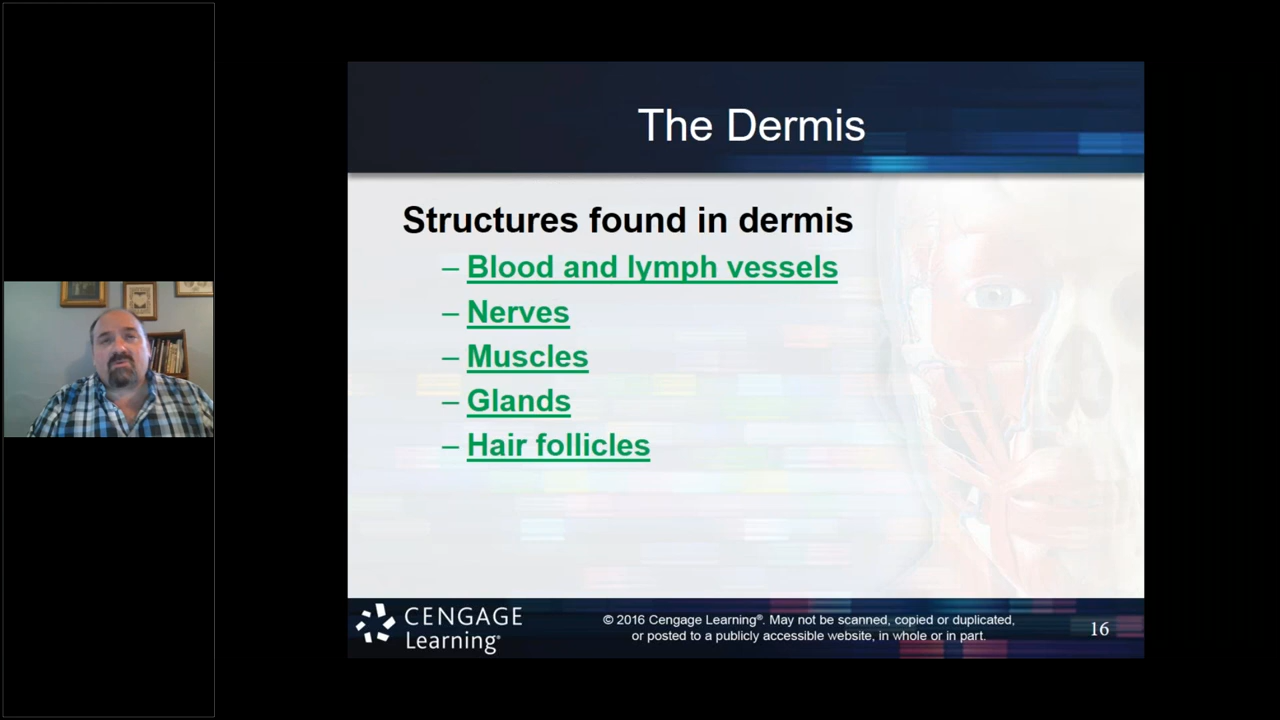 The Dermis
Structures found in dermis
– Blood and lymph vessels
– Nerves
– Muscles
– Glands
– Hair follicles
CENGAGE
Learning®
© 2016 Cengage Learning®. May not be scanned, copied or duplicated,
or posted to a publicly accessible website, in whole or in part.
16